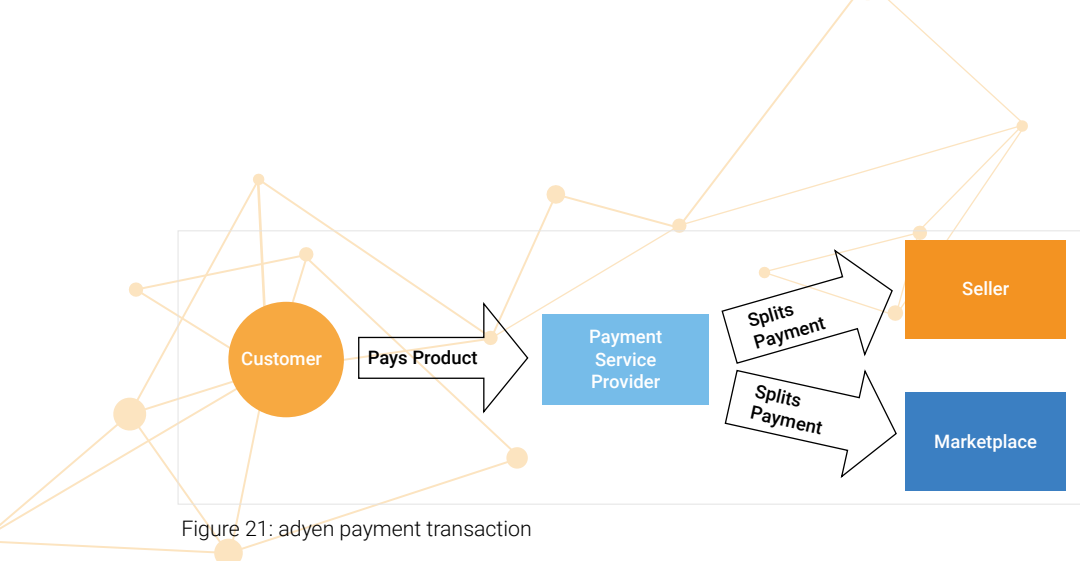 Customer
Pays Product
Payment
Service
Provider
Splits
Payment
Splits
Payment
Seller
Marketplace
Figure 21: adyen payment transaction